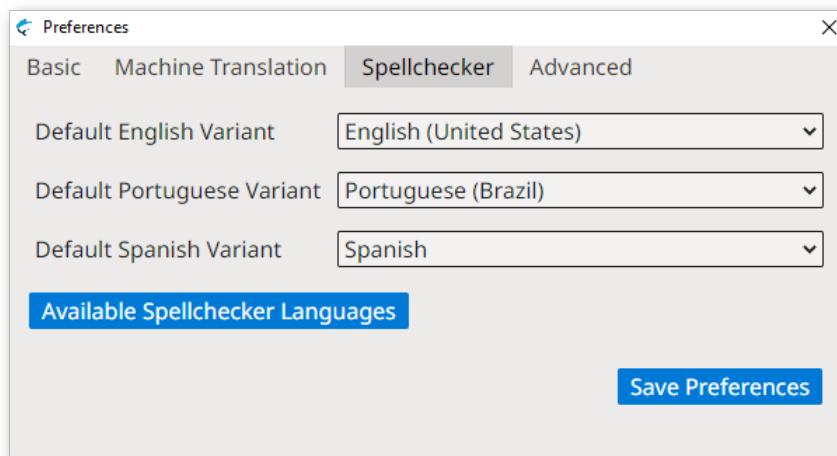 Preferences
Basic Machine Translation Spellchecker Advanced
Default English Variant English (United States)
Default Portuguese Variant Portuguese (Brazil)
Default Spanish Variant Spanish
Available Spellchecker Languages
Save Preferences